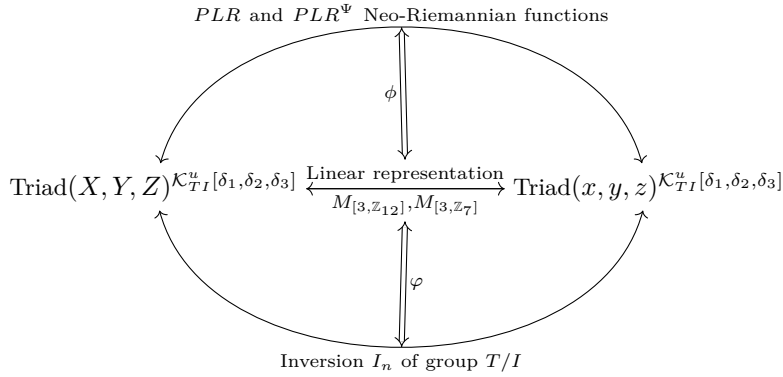 PLR and PLR^Ψ Neo-Riemannian functions
ϕ
Triad(X, Y, Z)^{𝒦^u_{TI}[δ₁,δ₂,δ₃]} Linear representation Triad(x, y, z)^{𝒦^u_{TI}[δ₁,δ₂,δ₃]}
M_{[3,ℤ₁₂]}, M_{[3,ℤ₇]}
φ
Inversion I_n of group T/I